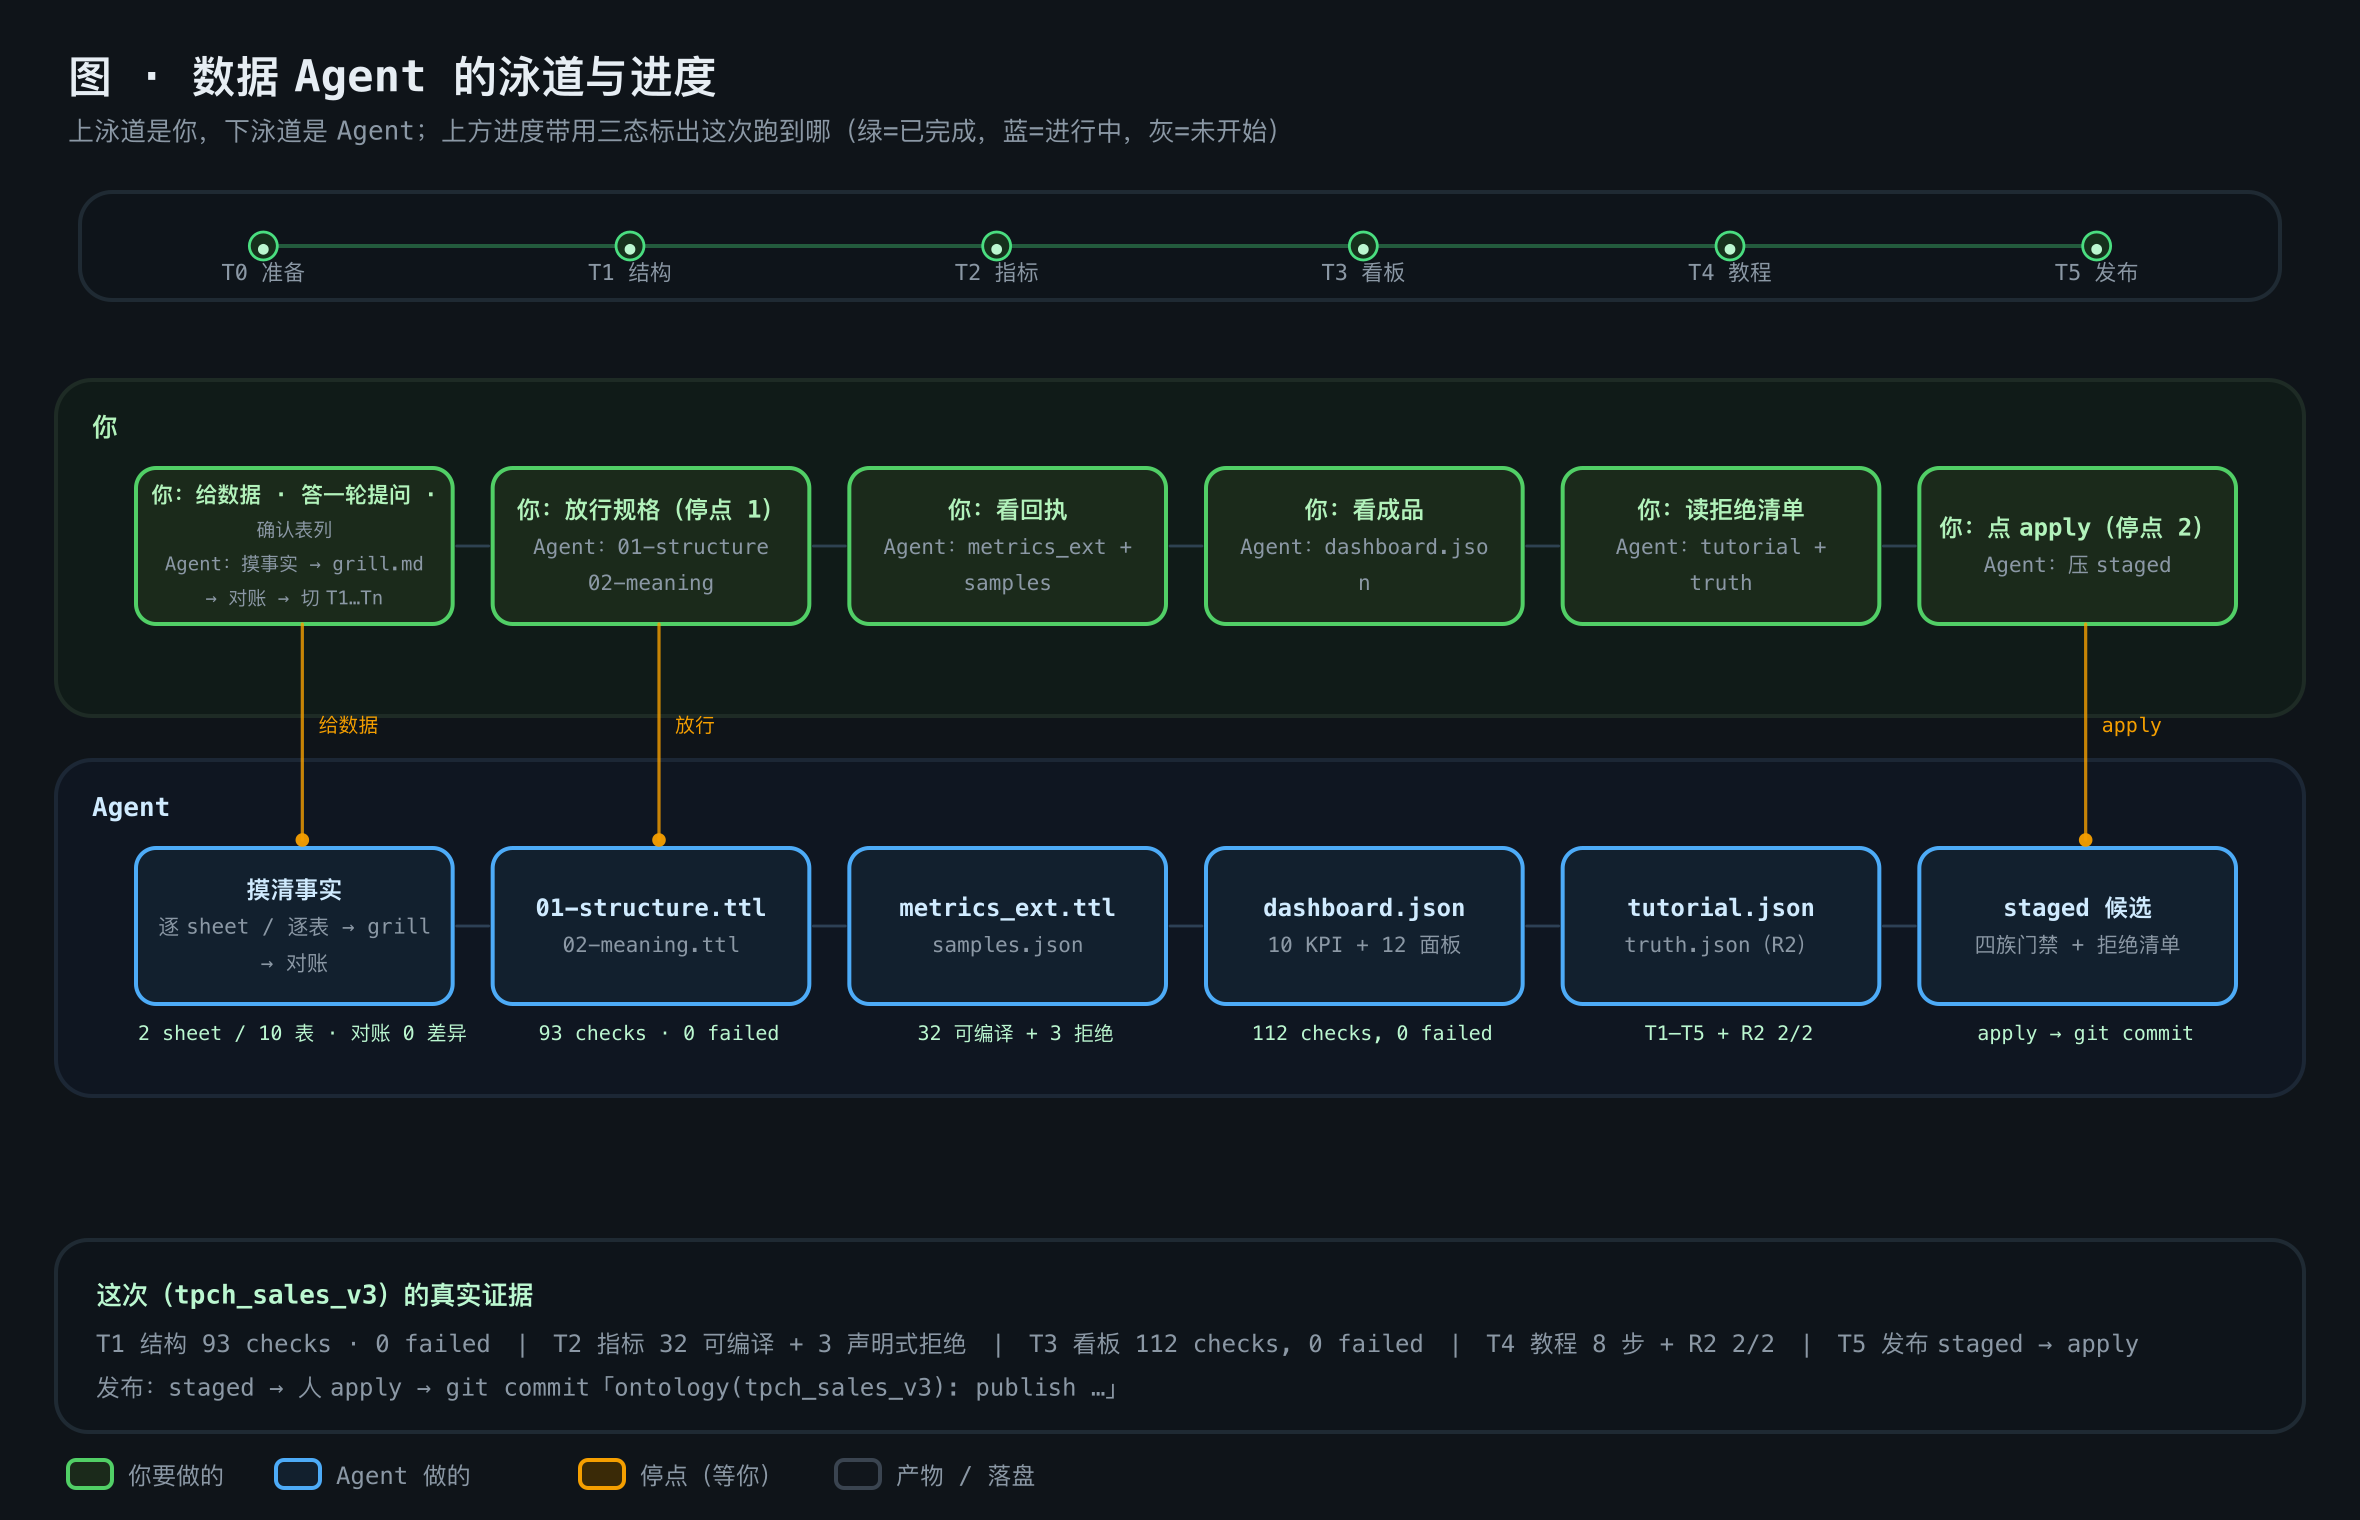 图 · 数据 Agent 的泳道与进度
上泳道是你，下泳道是 Agent；上方进度带用三态标出这次跑到哪（绿=已完成，蓝=进行中，灰=未开始）
T0 准备
T1 结构
T2 指标
T3 看板
T4 教程
T5 发布
你
你：给数据 · 答一轮提问 ·
确认表列
Agent：摸事实 → grill.md
→ 对账 → 切 T1…Tn
你：放行规格（停点 1）
Agent：01-structure
02-meaning
你：看回执
Agent：metrics_ext +
samples
你：看成品
Agent：dashboard.jso
n
你：读拒绝清单
Agent：tutorial +
truth
你：点 apply（停点 2）
Agent：压 staged
给数据
放行
apply
Agent
摸清事实
逐 sheet / 逐表 → grill
→ 对账
01-structure.ttl
02-meaning.ttl
metrics_ext.ttl
samples.json
dashboard.json
10 KPI + 12 面板
tutorial.json
truth.json（R2）
staged 候选
四族门禁 + 拒绝清单
2 sheet / 10 表 · 对账 0 差异
93 checks · 0 failed
32 可编译 + 3 拒绝
112 checks, 0 failed
T1–T5 + R2 2/2
apply → git commit
这次（tpch_sales_v3）的真实证据
T1 结构 93 checks · 0 failed | T2 指标 32 可编译 + 3 声明式拒绝 | T3 看板 112 checks, 0 failed | T4 教程 8 步 + R2 2/2 | T5 发布 staged → apply
发布：staged → 人 apply → git commit「ontology(tpch_sales_v3): publish …」
你要做的
Agent 做的
停点（等你）
产物 / 落盘